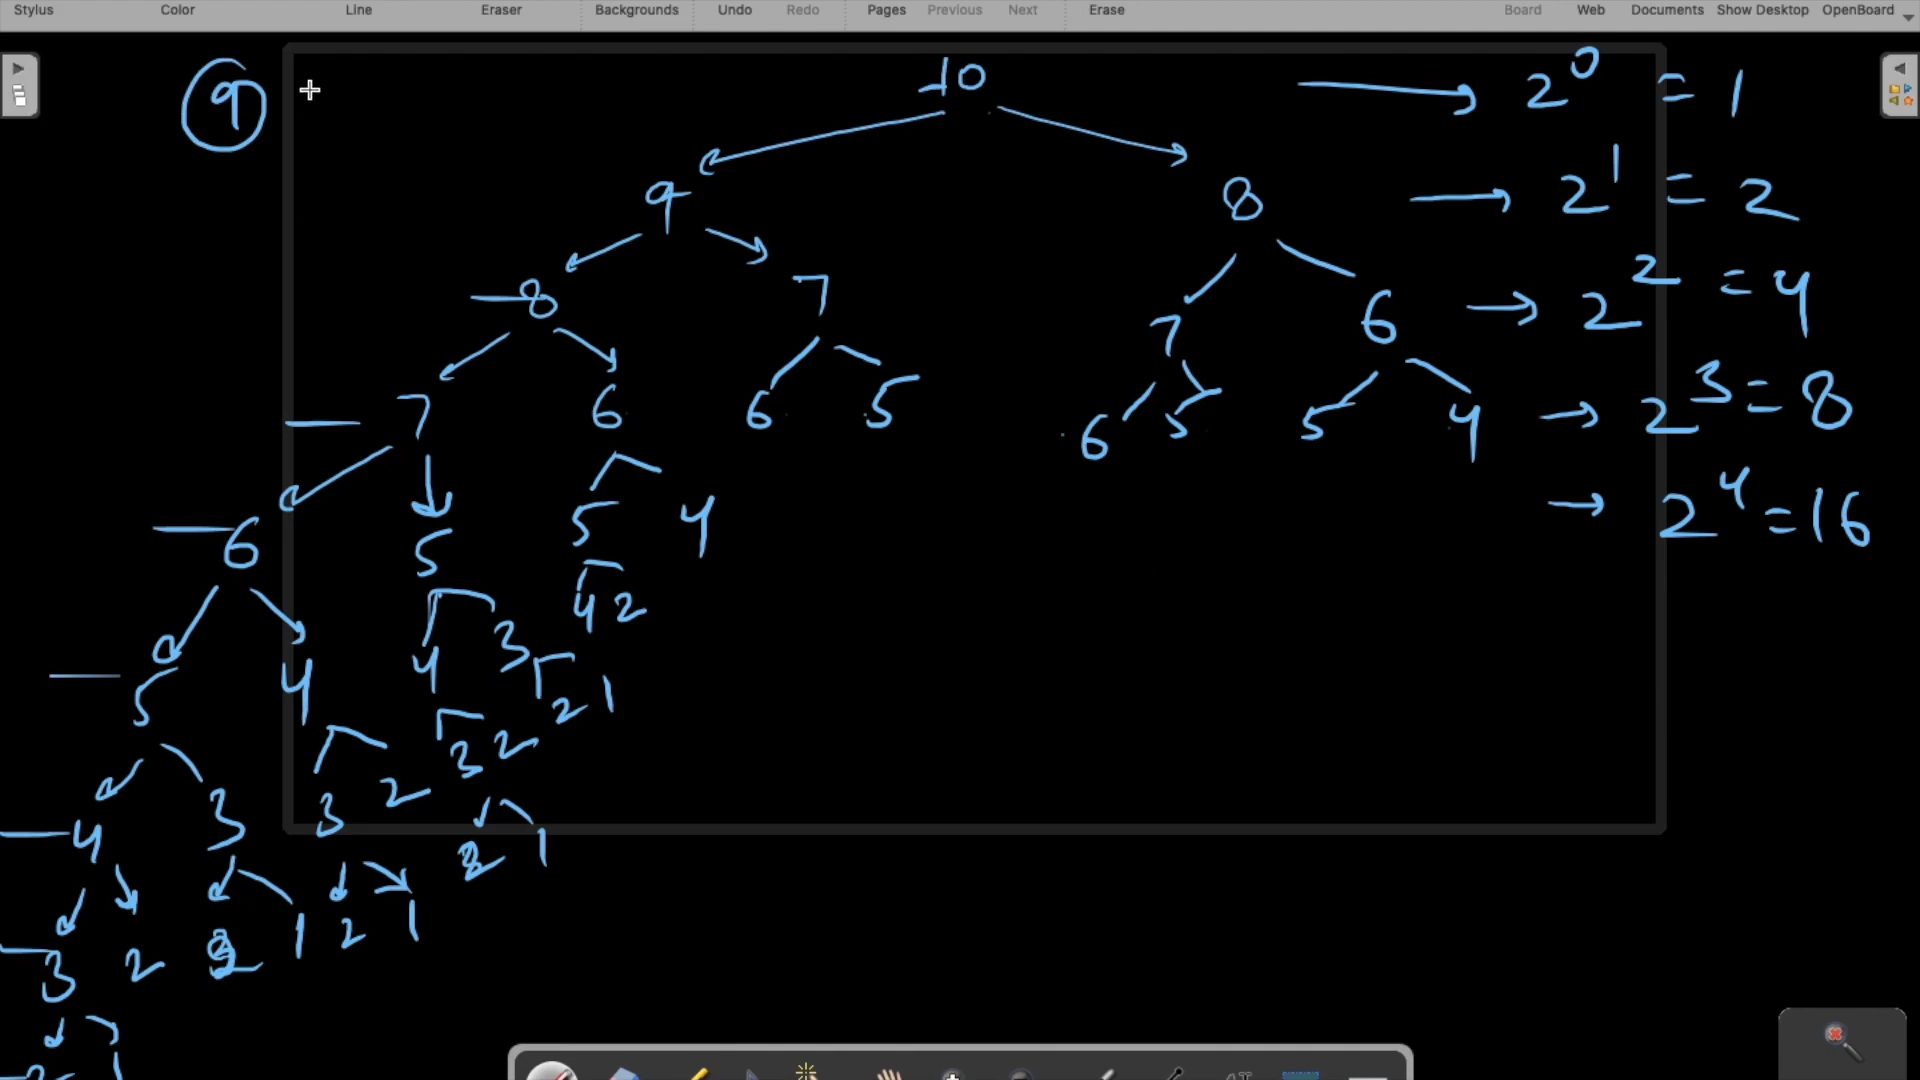 Stylus Color Line Eraser Backgrounds Undo Redo Pages Previous Next Erase Board Web Documents Show Desktop OpenBoard
9 10 → 2^0 = 1
9 8 → 2^1 = 2
8 7 7 6 → 2^2 = 4
7 6 6 5 6 5 5 4 → 2^3 = 8
6 5 5 4 → 2^4 = 16
5 4 4 3 4 2
4 3 3 2 3 2 2 1
3 2 2 1 2 1 2 1
2 1